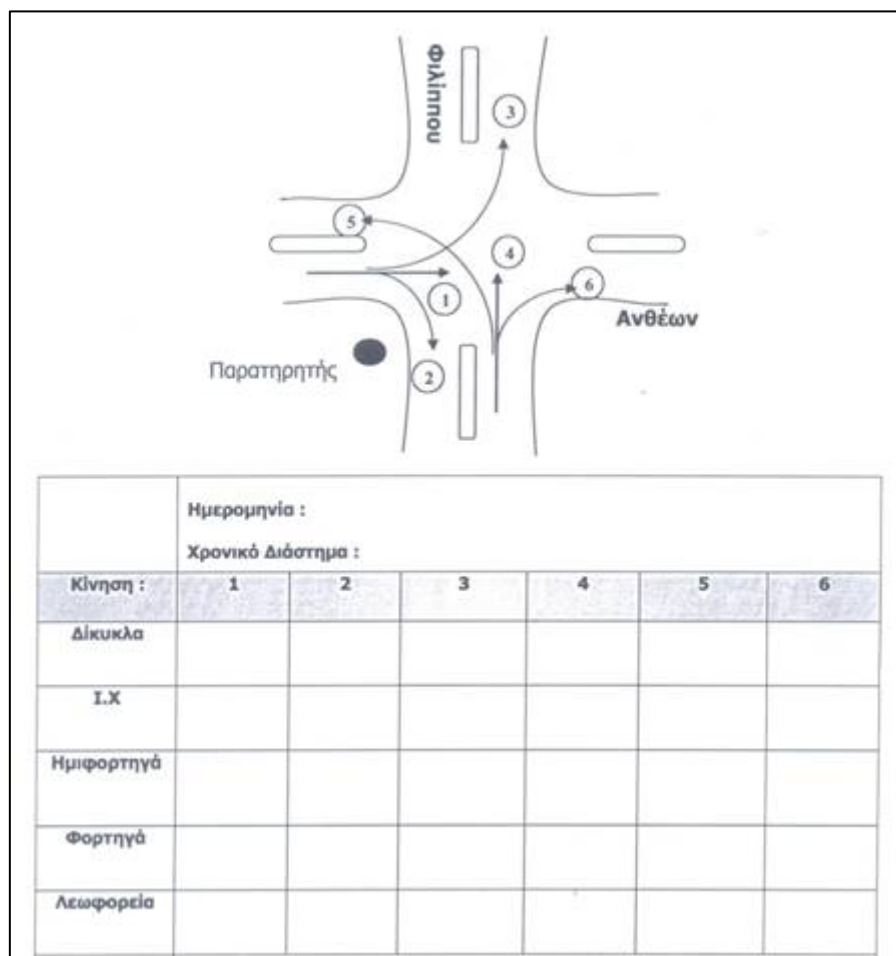 Φιλίππου
3
5
4
6
1
Ανθέων
Παρατηρητής
2
Ημερομηνία :
Χρονικό Διάστημα :
Κίνηση : 1 2 3 4 5 6
Δίκυκλα
Ι.Χ
Ημιφορτηγά
Φορτηγά
Λεωφορεία